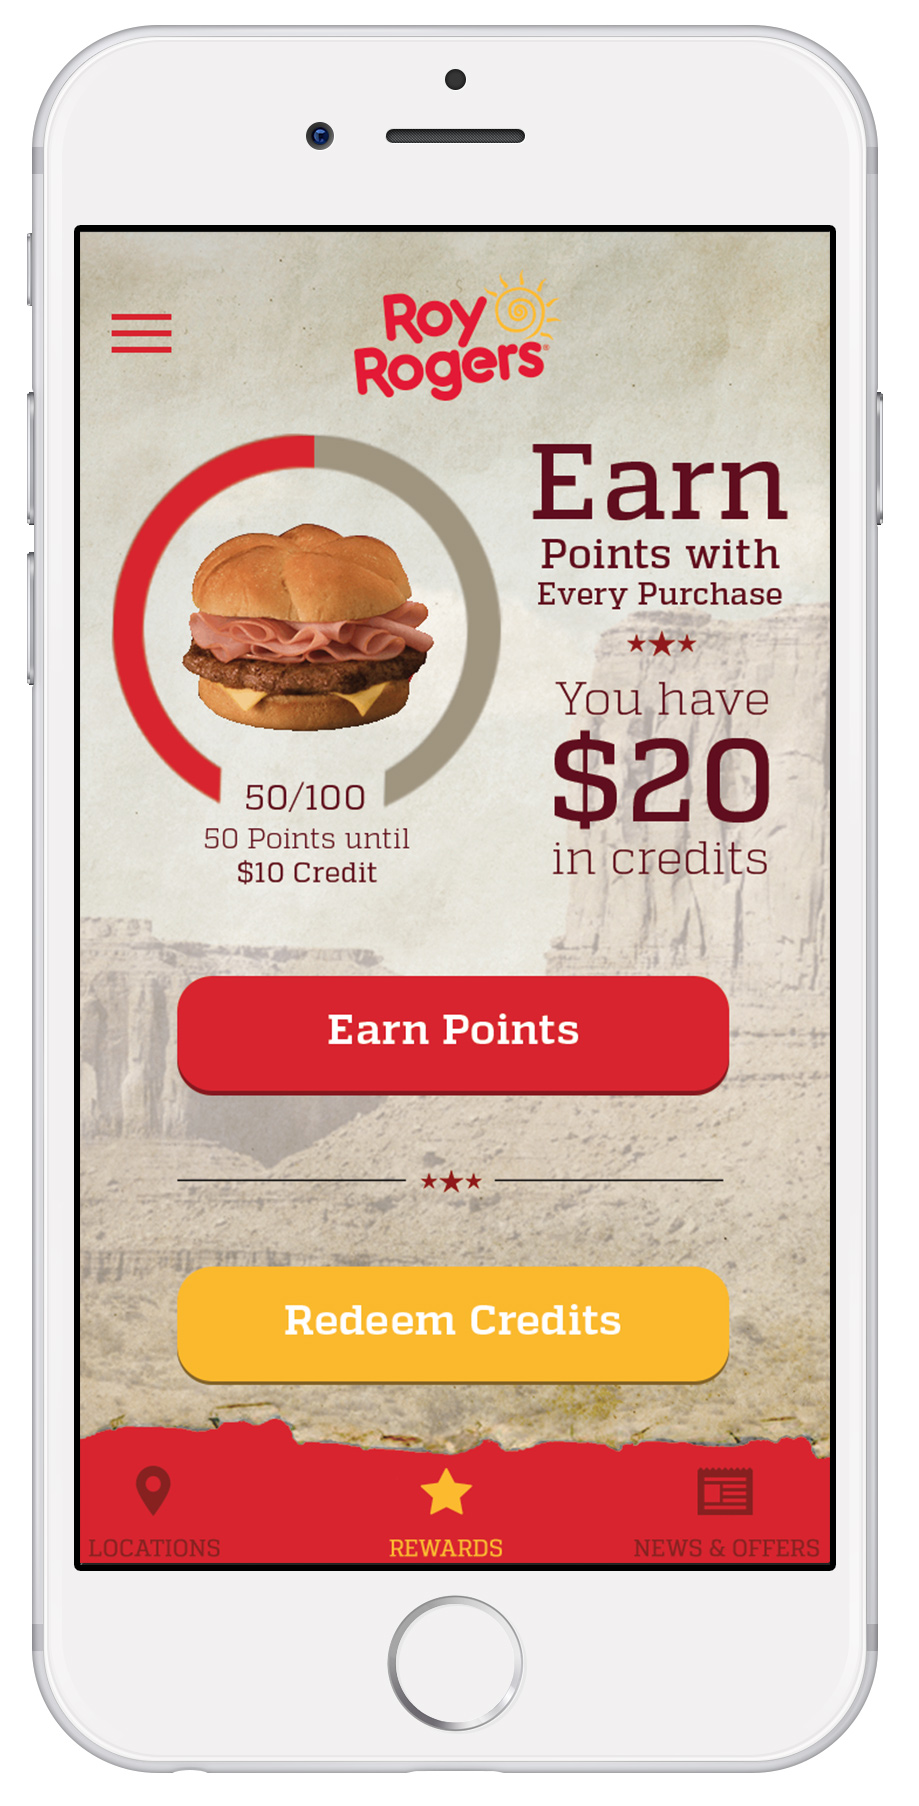 Roy
Rogers®
Earn
Points with
Every Purchase
You have
$20
in credits
50/100
50 Points until
$10 Credit
Earn Points
Redeem Credits
LOCATIONS
REWARDS
NEWS & OFFERS